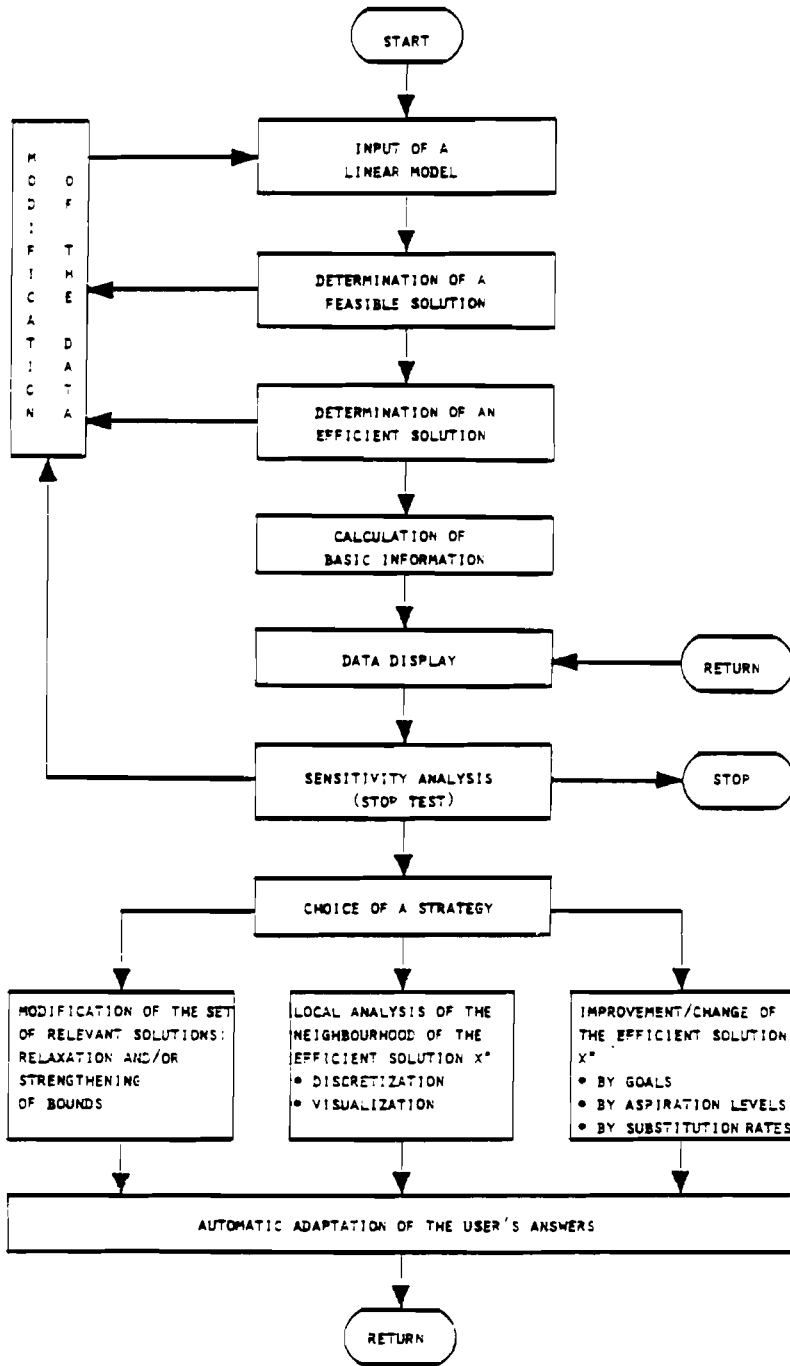 START
INPUT OF A
LINEAR MODEL
MODIFICATION
OF THE DATA
DETERMINATION OF A
FEASIBLE SOLUTION
DETERMINATION OF AN
EFFICIENT SOLUTION
CALCULATION OF
BASIC INFORMATION
DATA DISPLAY
RETURN
SENSITIVITY ANALYSIS
(STOP TEST)
STOP
CHOICE OF A STRATEGY
MODIFICATION OF THE SET
OF RELEVANT SOLUTIONS:
RELAXATION AND/OR
STRENGTHENING
OF BOUNDS
LOCAL ANALYSIS OF THE
NEIGHBOURHOOD OF THE
EFFICIENT SOLUTION X*
• DISCRETIZATION
• VISUALIZATION
IMPROVEMENT/CHANGE OF
THE EFFICIENT SOLUTION
X*
• BY GOALS
• BY ASPIRATION LEVELS
• BY SUBSTITUTION RATES
AUTOMATIC ADAPTATION OF THE USER'S ANSWERS
RETURN